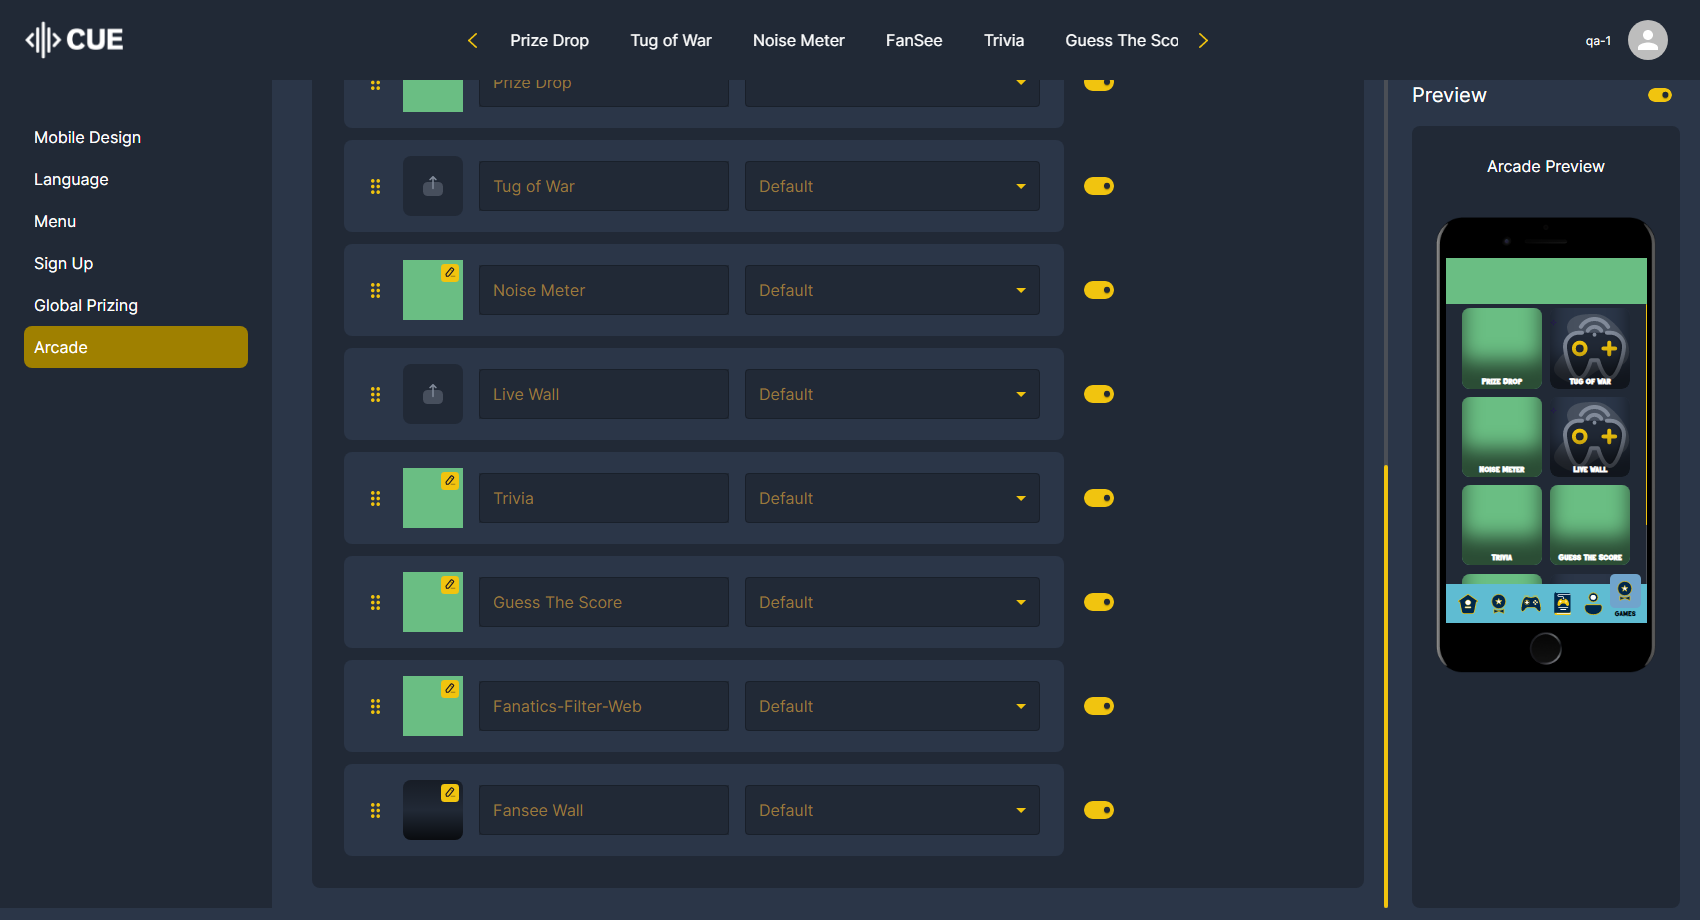 CUE
Prize Drop
Tug of War
Noise Meter
FanSee
Trivia
Guess The Sco
qa-1
Mobile Design
Language
Menu
Sign Up
Global Prizing
Arcade
Prize Drop
Tug of War
Default
Noise Meter
Default
Live Wall
Default
Trivia
Default
Guess The Score
Default
Fanatics-Filter-Web
Default
Fansee Wall
Default
Preview
Arcade Preview
Prize Drop
Tug of War
Noise Meter
Live Wall
Trivia
Guess The Score
GAMES